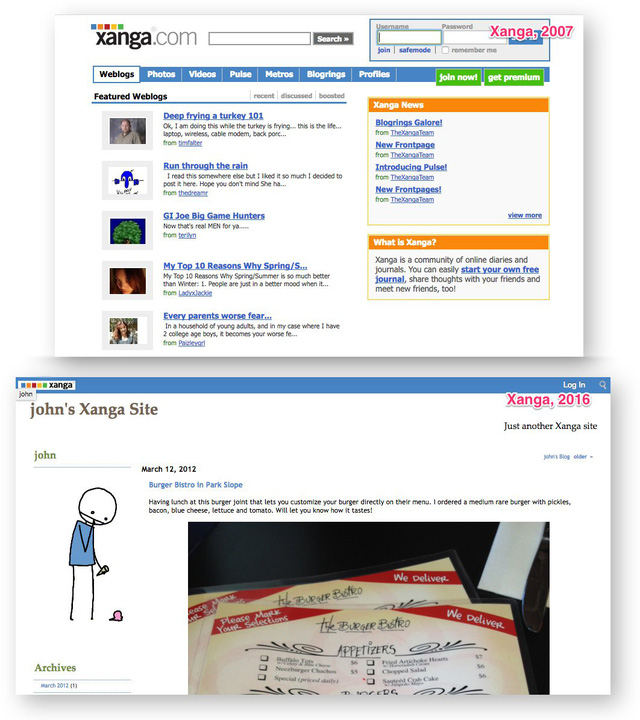 xanga.com
Search »
Username Password
Xanga, 2007
join | safemode remember me
Weblogs Photos Videos Pulse Metros Blogrings Profiles
join now! get premium
Featured Weblogs
recent | discussed | boosted
Deep frying a turkey 101
Ok, I am doing this while the turkey is frying... this is the life...
laptop, wireless, cable modem, back porc...
from timfalter
Run through the rain
I read this somewhere else but I liked it so much I decided to
post it here. Hope you don't mind She ha...
from thedreamr
GI Joe Big Game Hunters
Now that's real MEN for ya.....
from terilyn
My Top 10 Reasons Why Spring/S...
My Top 10 Reasons Why Spring/Summer is so much better
than Winter: 1. People are just in a better mood when it...
from LadyxJackie
Every parents worse fear...
In a household of young adults, and in my case where I have
2 college age boys, it becomes your worse fe...
from Paizleygrl
Xanga News
Blogrings Galore!
from TheXangaTeam
New Frontpage
from TheXangaTeam
Introducing Pulse!
from TheXangaTeam
New Frontpages!
from TheXangaTeam
view more
What is Xanga?
Xanga is a community of online diaries and
journals. You can easily start your own free
journal, share thoughts with your friends and
meet new friends, too!
xanga
Log In
john
Xanga, 2016
john's Xanga Site
Just another Xanga site
john
john's Blog older »
March 12, 2012
Burger Bistro in Park Slope
Having lunch at this burger joint that lets you customize your burger directly on their menu. I ordered a medium rare burger with pickles,
bacon, blue cheese, lettuce and tomato. Will let you know how it tastes!
We Deliver
The Burger Bistro
Please Mark
Your Selections
The Burger Bistro
We Deliver
APPETIZERS
Buffalo Tots $6
Fried Artichoke Hearts $7
Nuezburger Chachos $5
Chopped Salad $6
Special (priced daily)
Sauteed Crab Cake $6
BURGERS
Archives
March 2012 (1)